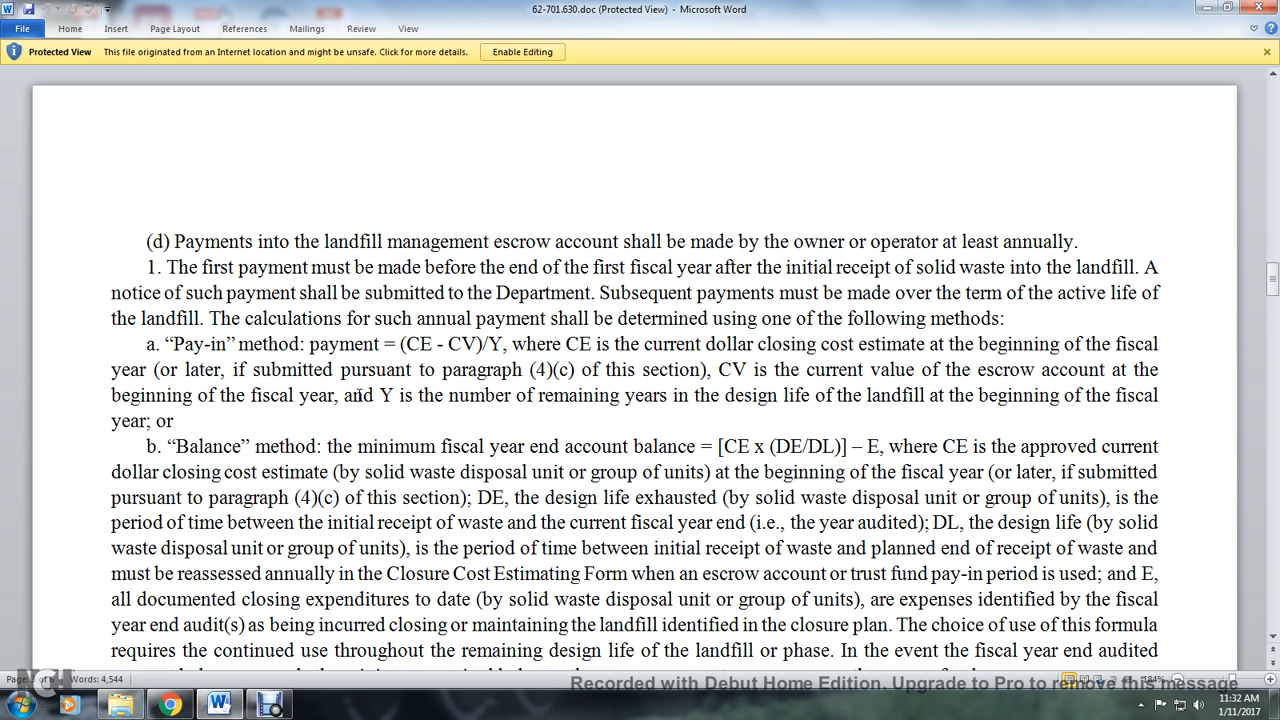 62-701.630.doc (Protected View) - Microsoft Word
File Home Insert Page Layout References Mailings Review View
Protected View This file originated from an Internet location and might be unsafe. Click for more details. Enable Editing
(d) Payments into the landfill management escrow account shall be made by the owner or operator at least annually.
1. The first payment must be made before the end of the first fiscal year after the initial receipt of solid waste into the landfill. A
notice of such payment shall be submitted to the Department. Subsequent payments must be made over the term of the active life of
the landfill. The calculations for such annual payment shall be determined using one of the following methods:
a. “Pay-in” method: payment = (CE - CV)/Y, where CE is the current dollar closing cost estimate at the beginning of the fiscal
year (or later, if submitted pursuant to paragraph (4)(c) of this section), CV is the current value of the escrow account at the
beginning of the fiscal year, and Y is the number of remaining years in the design life of the landfill at the beginning of the fiscal
year; or
b. “Balance” method: the minimum fiscal year end account balance = [CE x (DE/DL)] – E, where CE is the approved current
dollar closing cost estimate (by solid waste disposal unit or group of units) at the beginning of the fiscal year (or later, if submitted
pursuant to paragraph (4)(c) of this section); DE, the design life exhausted (by solid waste disposal unit or group of units), is the
period of time between the initial receipt of waste and the current fiscal year end (i.e., the year audited); DL, the design life (by solid
waste disposal unit or group of units), is the period of time between initial receipt of waste and planned end of receipt of waste and
must be reassessed annually in the Closure Cost Estimating Form when an escrow account or trust fund pay-in period is used; and E,
all documented closing expenditures to date (by solid waste disposal unit or group of units), are expenses identified by the fiscal
year end audit(s) as being incurred closing or maintaining the landfill identified in the closure plan. The choice of use of this formula
requires the continued use throughout the remaining design life of the landfill or phase. In the event the fiscal year end audited
Words: 4,544
Recorded with Debut Home Edition. Upgrade to Pro to remove this message
11:32 AM
1/11/2017